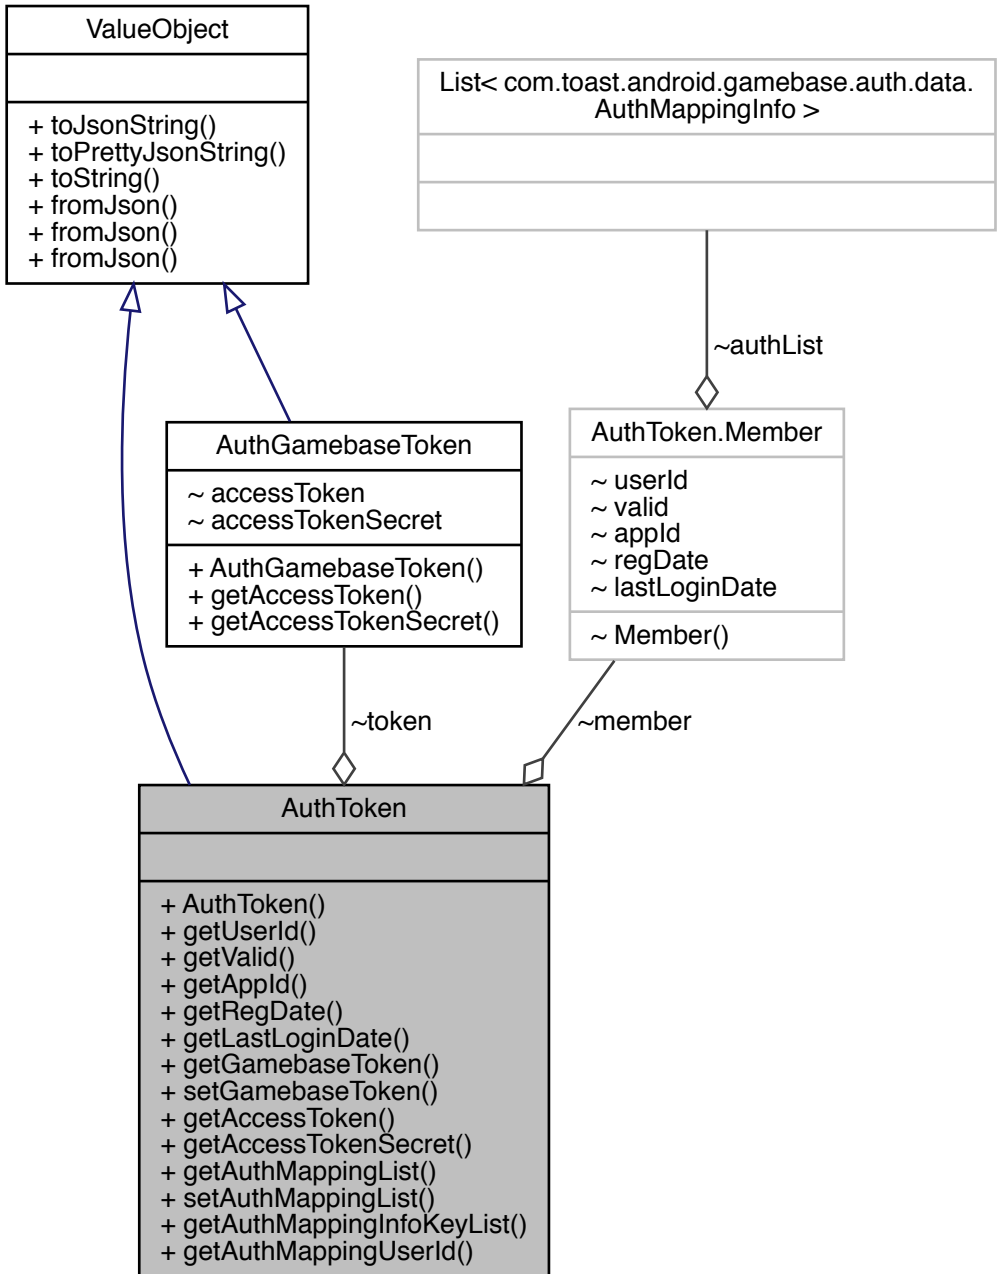 ValueObject
+ toJsonString()
+ toPrettyJsonString()
+ toString()
+ fromJson()
+ fromJson()
+ fromJson()
List< com.toast.android.gamebase.auth.data.
AuthMappingInfo >
~authList
AuthGamebaseToken
~ accessToken
~ accessTokenSecret
+ AuthGamebaseToken()
+ getAccessToken()
+ getAccessTokenSecret()
AuthToken.Member
~ userId
~ valid
~ appId
~ regDate
~ lastLoginDate
~ Member()
~token
~member
AuthToken
+ AuthToken()
+ getUserId()
+ getValid()
+ getAppId()
+ getRegDate()
+ getLastLoginDate()
+ getGamebaseToken()
+ setGamebaseToken()
+ getAccessToken()
+ getAccessTokenSecret()
+ getAuthMappingList()
+ setAuthMappingList()
+ getAuthMappingInfoKeyList()
+ getAuthMappingUserId()